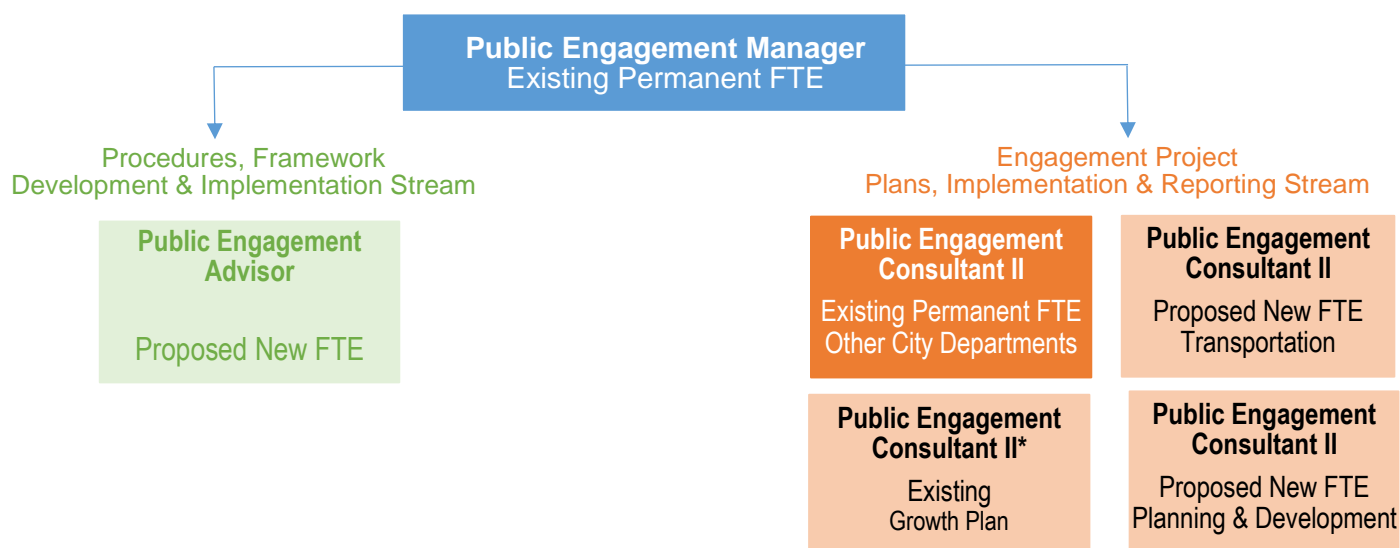 Public Engagement Manager
Existing Permanent FTE
Procedures, Framework
Development & Implementation Stream
Public Engagement
Advisor
Proposed New FTE
Engagement Project
Plans, Implementation & Reporting Stream
Public Engagement
Consultant II
Existing Permanent FTE
Other City Departments
Public Engagement
Consultant II
Proposed New FTE
Transportation
Public Engagement
Consultant II*
Existing
Growth Plan
Public Engagement
Consultant II
Proposed New FTE
Planning & Development